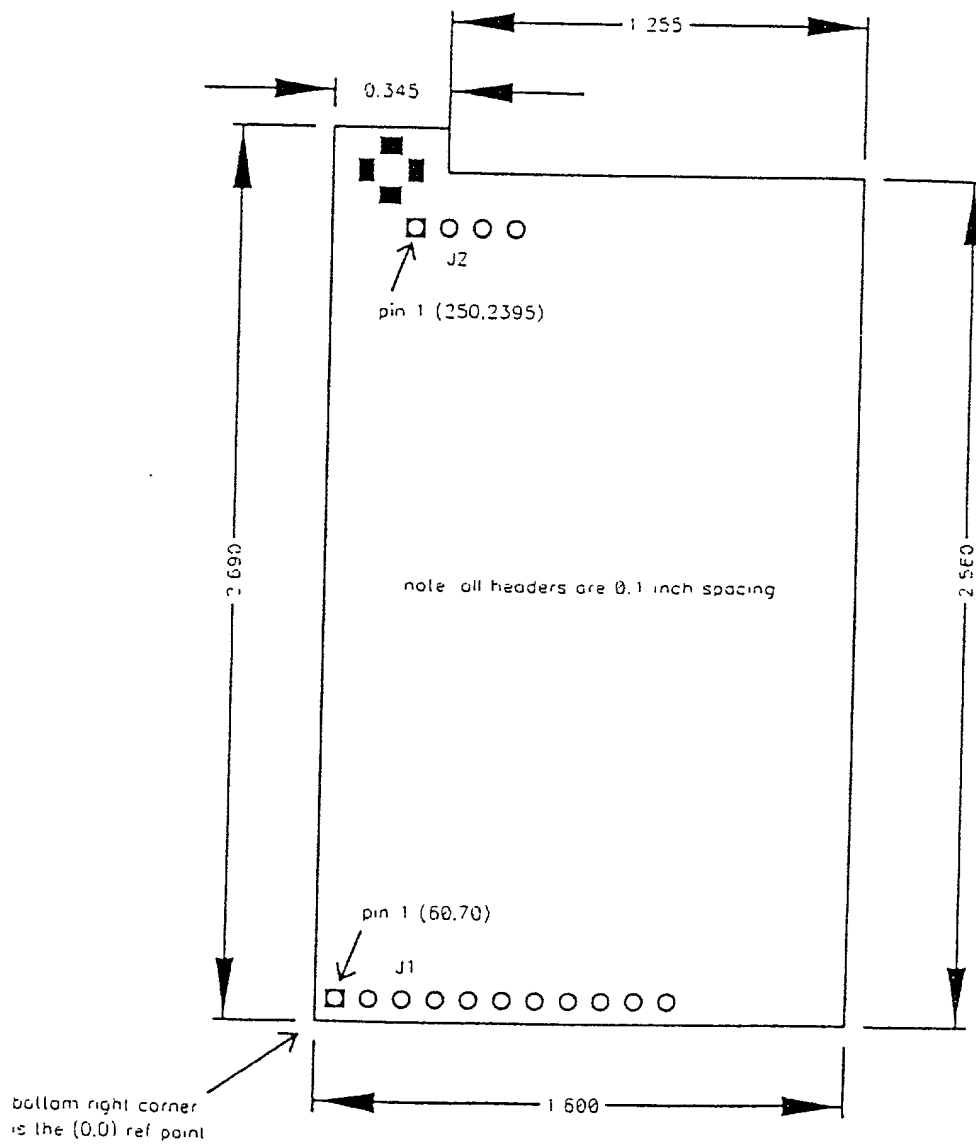 1.255
0.345
J2
pin 1 (250,2395)
2.690
2.560
note all headers are 0.1 inch spacing
pin 1 (60,70)
J1
bottom right corner
is the (0,0) ref point
1.600